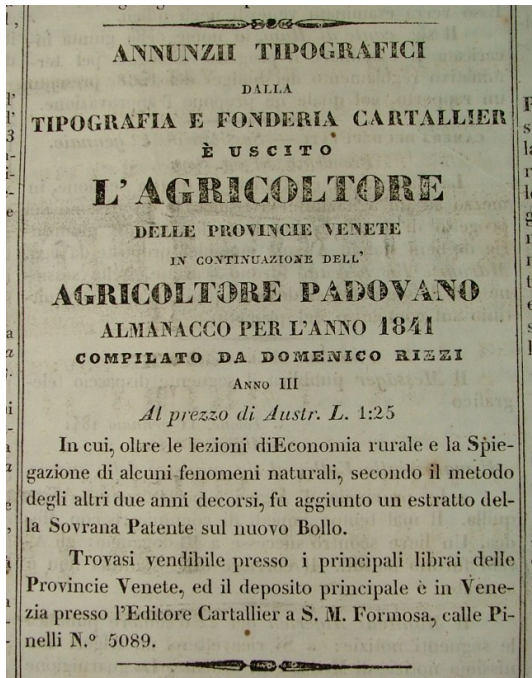 ANNUNZII TIPOGRAFICI
DALLA
TIPOGRAFIA E FONDERIA CARTALLIER
È USCITO
L'AGRICOLTORE
DELLE PROVINCIE VENETE
IN CONTINUAZIONE DELL'
AGRICOLTORE PADOVANO
ALMANACCO PER L'ANNO 1841
COMPILATO DA DOMENICO RIZZI
ANNO III
Al prezzo di Austr. L. 1:25
In cui, oltre le lezioni diEconomia rurale e la Spie-
gazione di alcuni fenomeni naturali, secondo il metodo
degli altri due anni decorsi, fu aggiunto un estratto del-
la Sovrana Patente sul nuovo Bollo.
Trovasi vendibile presso i principali librai delle
Provincie Venete, ed il deposito principale è in Vene-
zia presso l'Editore Cartallier a S. M. Formosa, calle Pi-
nelli N.º 5089.